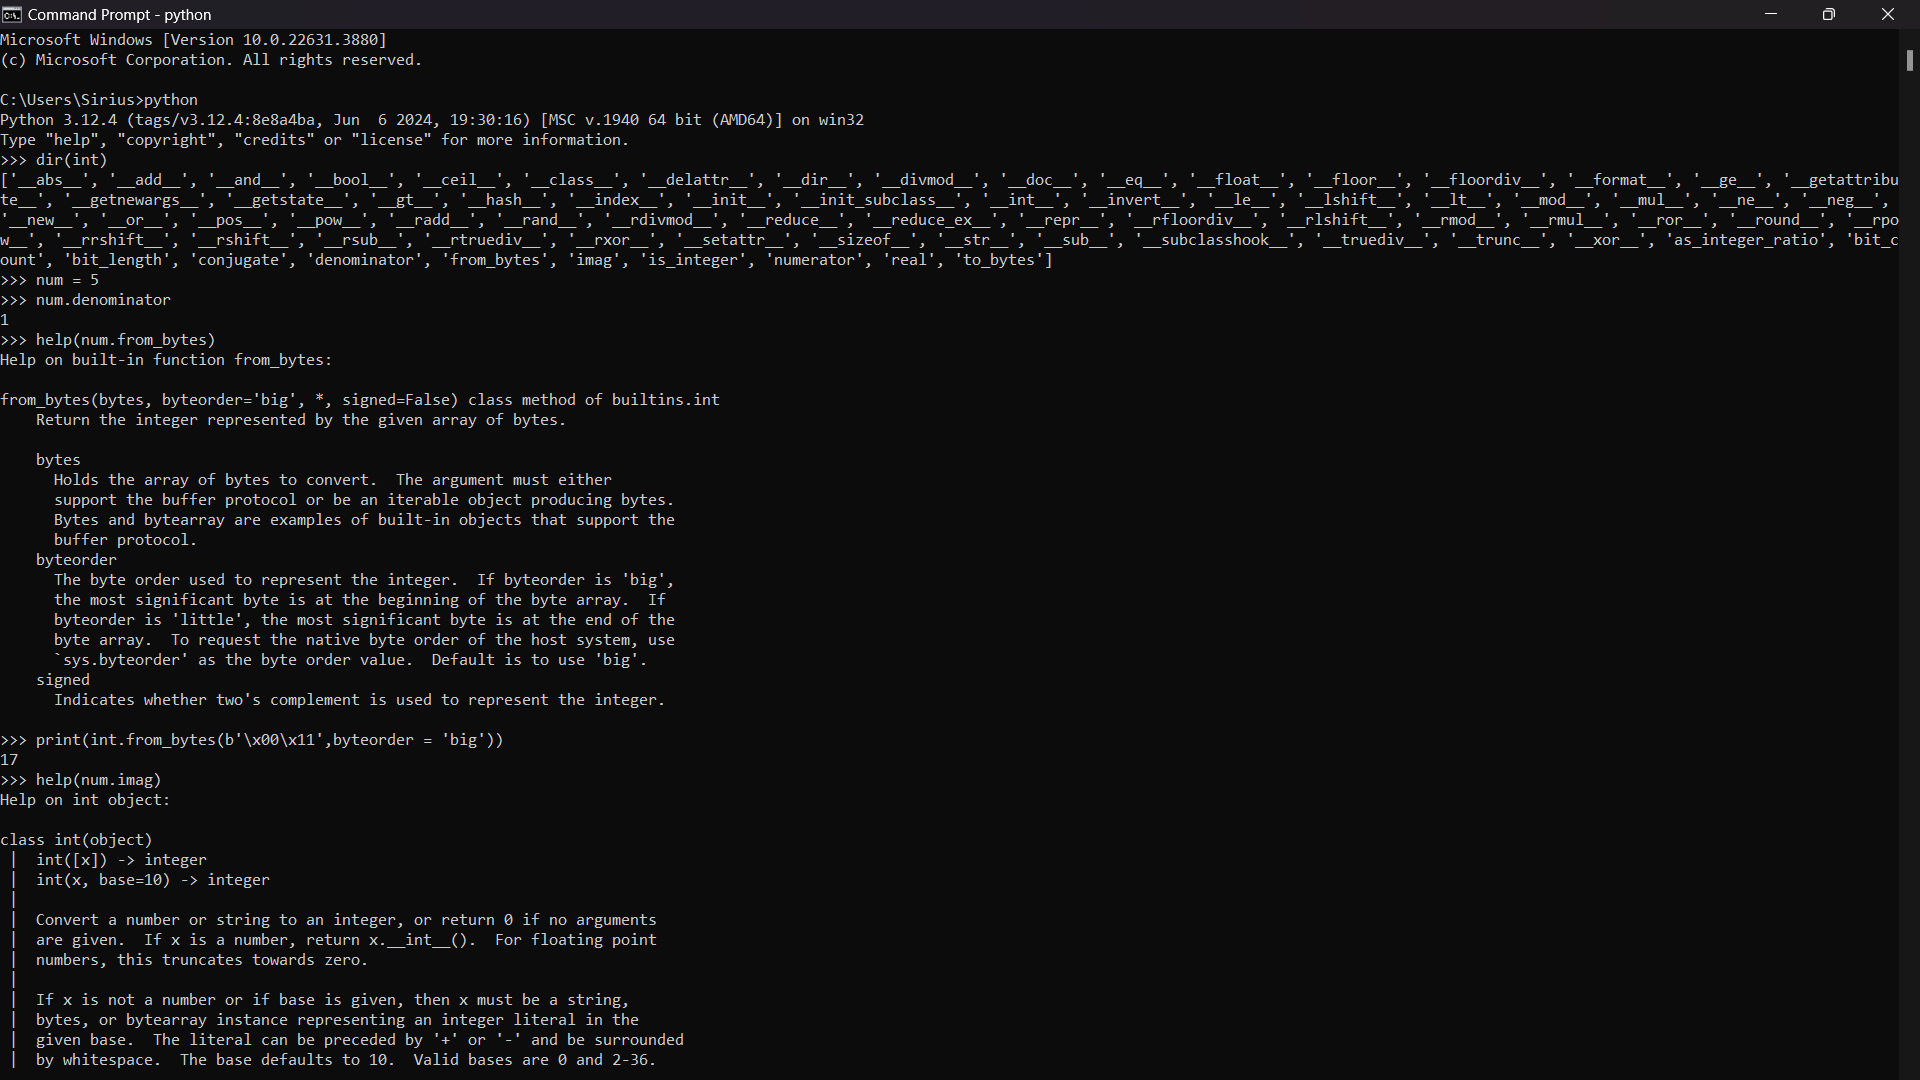 Command Prompt - python
Microsoft Windows [Version 10.0.22631.3880]
(c) Microsoft Corporation. All rights reserved.
C:\Users\Sirius>python
Python 3.12.4 (tags/v3.12.4:8e8a4ba, Jun  6 2024, 19:30:16) [MSC v.1940 64 bit (AMD64)] on win32
Type "help", "copyright", "credits" or "license" for more information.
>>> dir(int)
['__abs__', '__add__', '__and__', '__bool__', '__ceil__', '__class__', '__delattr__', '__dir__', '__divmod__', '__doc__', '__eq__', '__float__', '__floor__', '__floordiv__', '__format__', '__ge__', '__getattribu
te__', '__getnewargs__', '__getstate__', '__gt__', '__hash__', '__index__', '__init__', '__init_subclass__', '__int__', '__invert__', '__le__', '__lshift__', '__lt__', '__mod__', '__mul__', '__ne__', '__neg__',
'__new__', '__or__', '__pos__', '__pow__', '__radd__', '__rand__', '__rdivmod__', '__reduce__', '__reduce_ex__', '__repr__', '__rfloordiv__', '__rlshift__', '__rmod__', '__rmul__', '__ror__', '__round__', '__rpo
w__', '__rrshift__', '__rshift__', '__rsub__', '__rtruediv__', '__rxor__', '__setattr__', '__sizeof__', '__str__', '__sub__', '__subclasshook__', '__truediv__', '__trunc__', '__xor__', 'as_integer_ratio', 'bit_c
ount', 'bit_length', 'conjugate', 'denominator', 'from_bytes', 'imag', 'is_integer', 'numerator', 'real', 'to_bytes']
>>> num = 5
>>> num.denominator
1
>>> help(num.from_bytes)
Help on built-in function from_bytes:
from_bytes(bytes, byteorder='big', *, signed=False) class method of builtins.int
    Return the integer represented by the given array of bytes.
    bytes
      Holds the array of bytes to convert.  The argument must either
      support the buffer protocol or be an iterable object producing bytes.
      Bytes and bytearray are examples of built-in objects that support the
      buffer protocol.
    byteorder
      The byte order used to represent the integer.  If byteorder is 'big',
      the most significant byte is at the beginning of the byte array.  If
      byteorder is 'little', the most significant byte is at the end of the
      byte array.  To request the native byte order of the host system, use
      `sys.byteorder' as the byte order value.  Default is to use 'big'.
    signed
      Indicates whether two's complement is used to represent the integer.
>>> print(int.from_bytes(b'\x00\x11',byteorder = 'big'))
17
>>> help(num.imag)
Help on int object:
class int(object)
 |  int([x]) -> integer
 |  int(x, base=10) -> integer
 |
 |  Convert a number or string to an integer, or return 0 if no arguments
 |  are given.  If x is a number, return x.__int__().  For floating point
 |  numbers, this truncates towards zero.
 |
 |  If x is not a number or if base is given, then x must be a string,
 |  bytes, or bytearray instance representing an integer literal in the
 |  given base.  The literal can be preceded by '+' or '-' and be surrounded
 |  by whitespace.  The base defaults to 10.  Valid bases are 0 and 2-36.